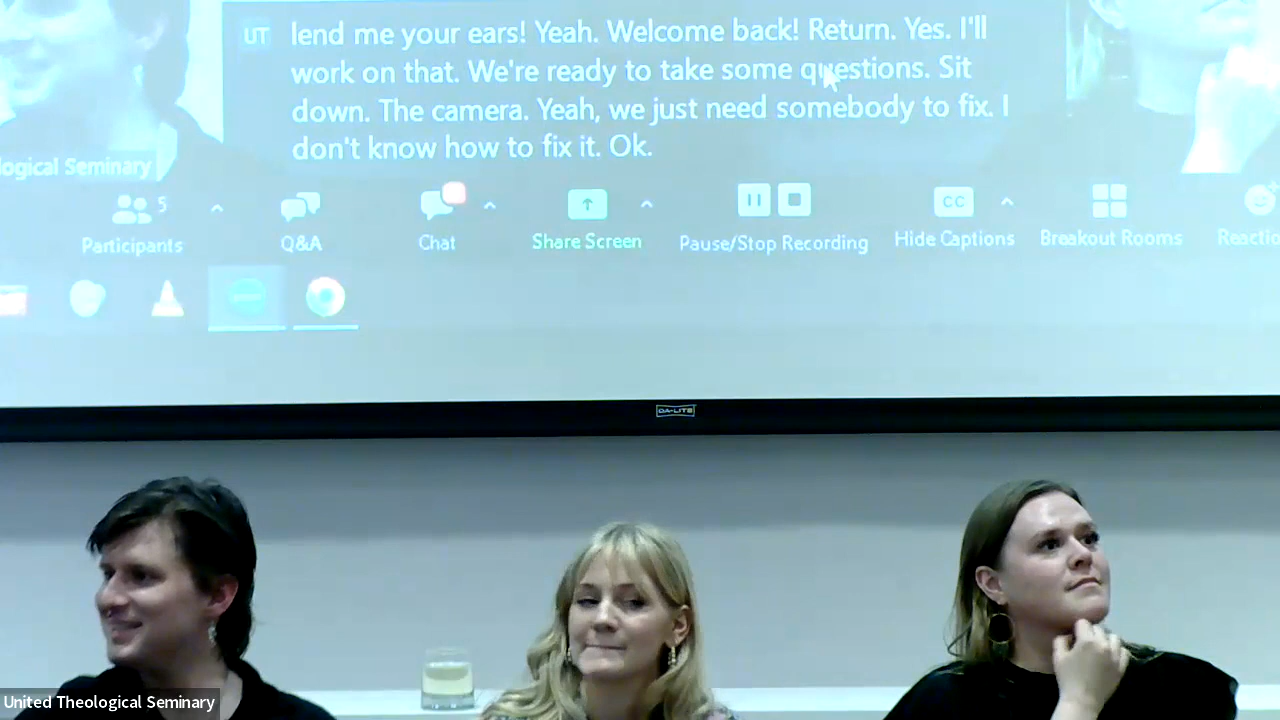 UT lend me your ears! Yeah. Welcome back! Return. Yes. I'll
work on that. We're ready to take some questions. Sit
down. The camera. Yeah, we just need somebody to fix. I
don't know how to fix it. Ok.
ological Seminary
5
Participants Q&A Chat Share Screen Pause/Stop Recording CC Hide Captions Breakout Rooms Reactio
DA-LITE
United Theological Seminary